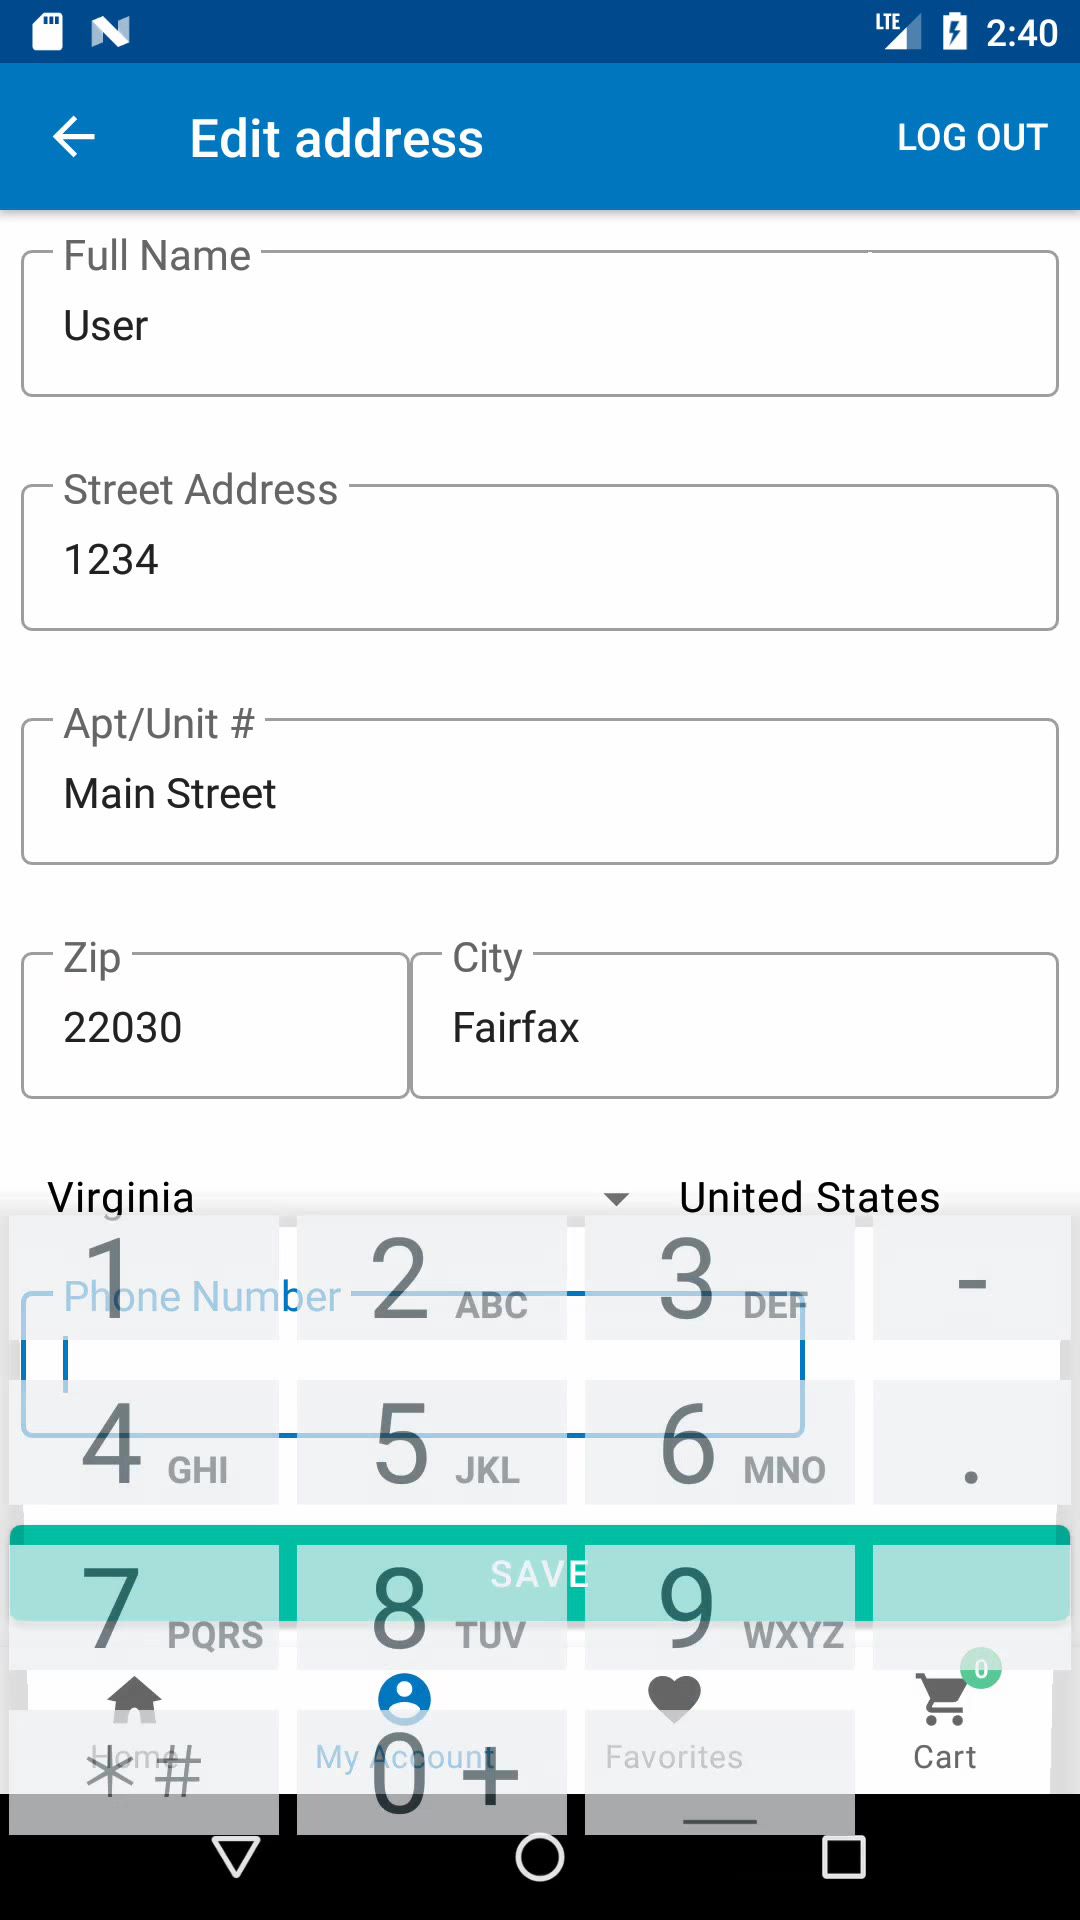 LTE 2:40
Edit address LOG OUT
Full Name
User
Street Address
1234
Apt/Unit #
Main Street
Zip City
22030 Fairfax
Virginia United States
1 2 ABC 3 DEF -
Phone Number
4 GHI 5 JKL 6 MNO .
SAVE
7 PQRS 8 TUV 9 WXYZ
0
Home My Account Favorites Cart
* # 0 +